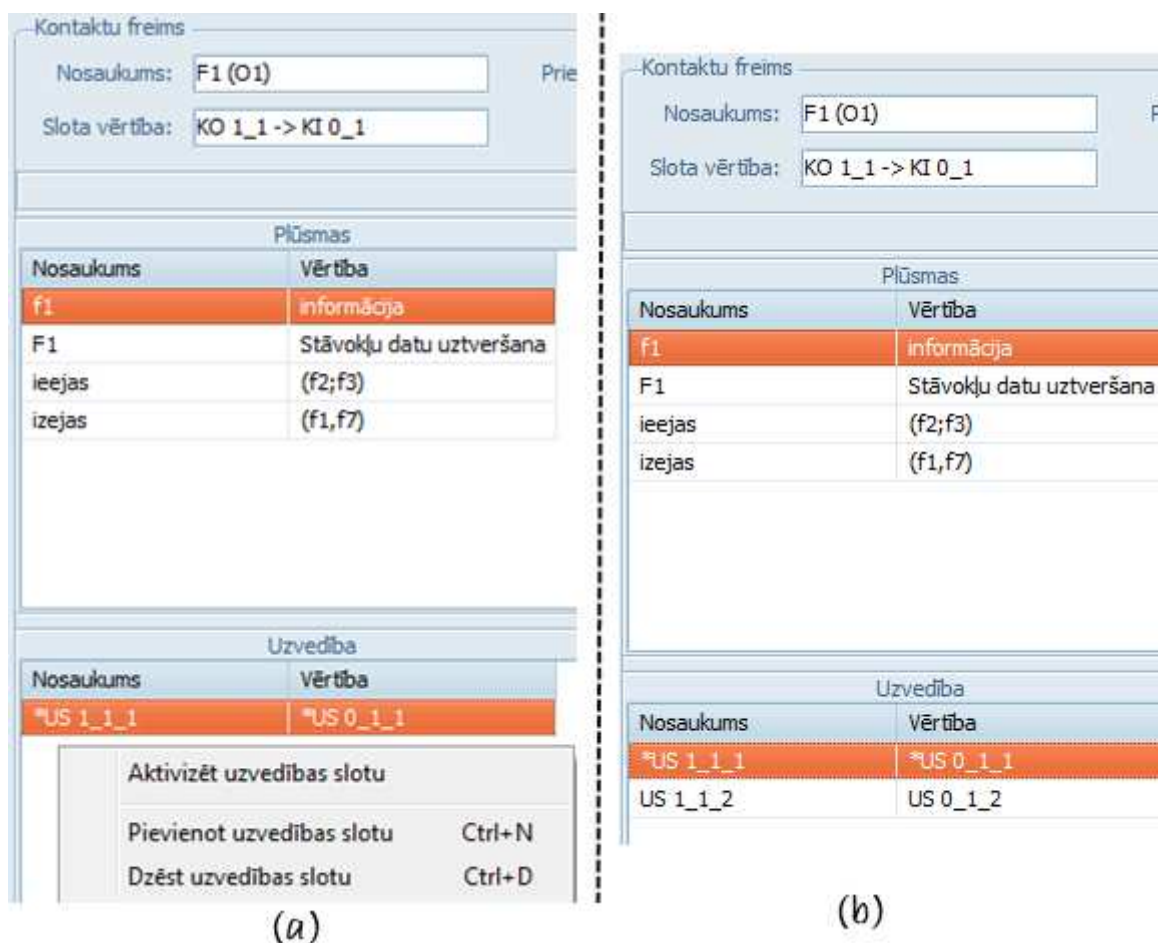 Kontaktu freims
Nosaukums: F1 (O1) Prie
Slota vērtība: KO 1_1 -> KI 0_1
Plūsmas
Nosaukums Vērtība
f1 informācija
F1 Stāvokļu datu uztveršana
ieejas (f2;f3)
izejas (f1,f7)
Uzvedība
Nosaukums Vērtība
*US 1_1_1 *US 0_1_1
Aktivizēt uzvedības slotu
Pievienot uzvedības slotu Ctrl+N
Dzēst uzvedības slotu Ctrl+D
(a)
Kontaktu freims
Nosaukums: F1 (O1) P
Slota vērtība: KO 1_1 -> KI 0_1
Plūsmas
Nosaukums Vērtība
f1 informācija
F1 Stāvokļu datu uztveršana
ieejas (f2;f3)
izejas (f1,f7)
Uzvedība
Nosaukums Vērtība
*US 1_1_1 *US 0_1_1
US 1_1_2 US 0_1_2
(b)